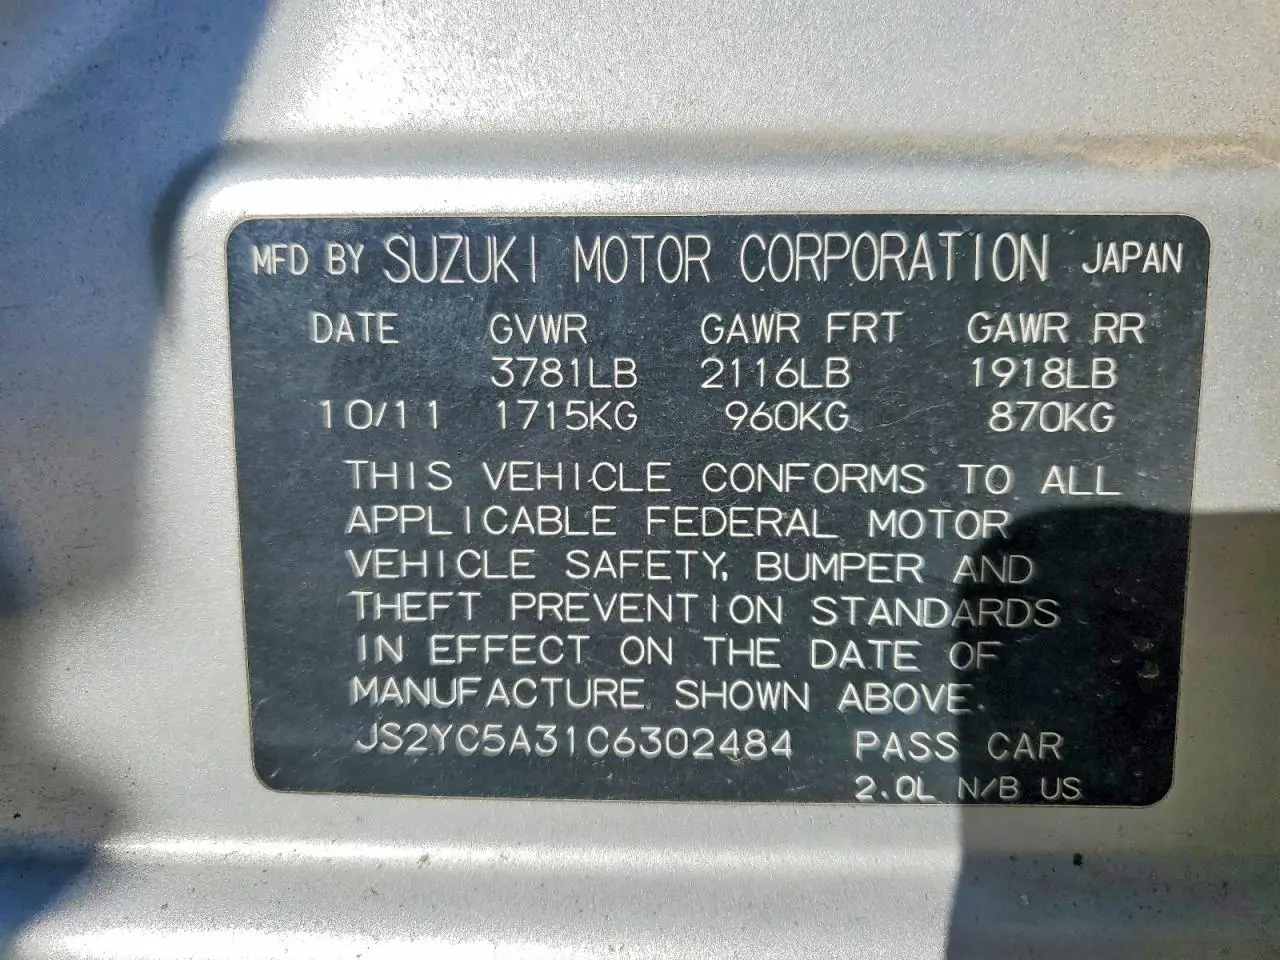 MFD BY SUZUKI MOTOR CORPORATION JAPAN
DATE GVWR GAWR FRT GAWR RR
3781LB 2116LB 1918LB
10/11 1715KG 960KG 870KG
THIS VEHICLE CONFORMS TO ALL
APPLICABLE FEDERAL MOTOR
VEHICLE SAFETY, BUMPER AND
THEFT PREVENTION STANDARDS
IN EFFECT ON THE DATE OF
MANUFACTURE SHOWN ABOVE.
JS2YC5A31C6302484 PASS CAR
2.0L N/B US